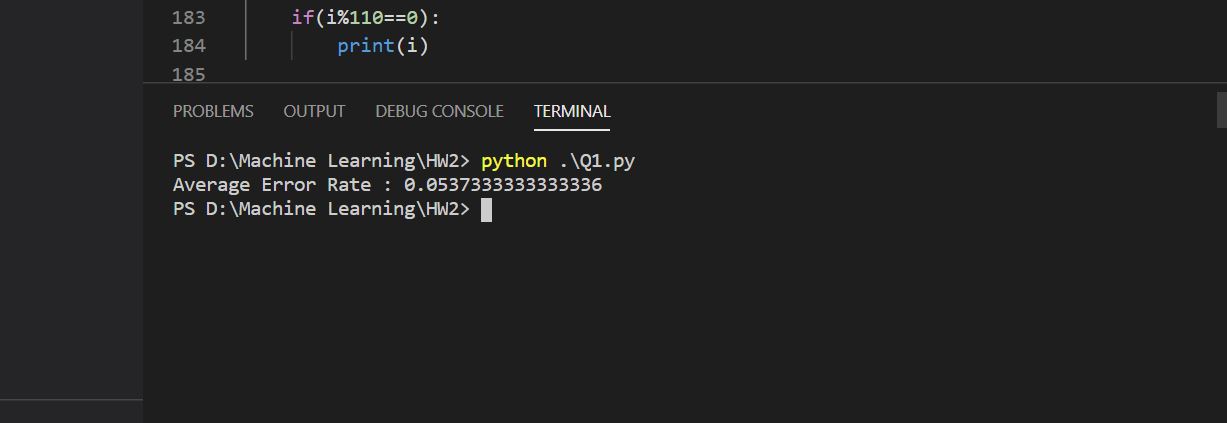 183 if(i%110==0):
184 print(i)
185
PROBLEMS OUTPUT DEBUG CONSOLE TERMINAL
PS D:\Machine Learning\HW2> python .\Q1.py
Average Error Rate : 0.0537333333333336
PS D:\Machine Learning\HW2>